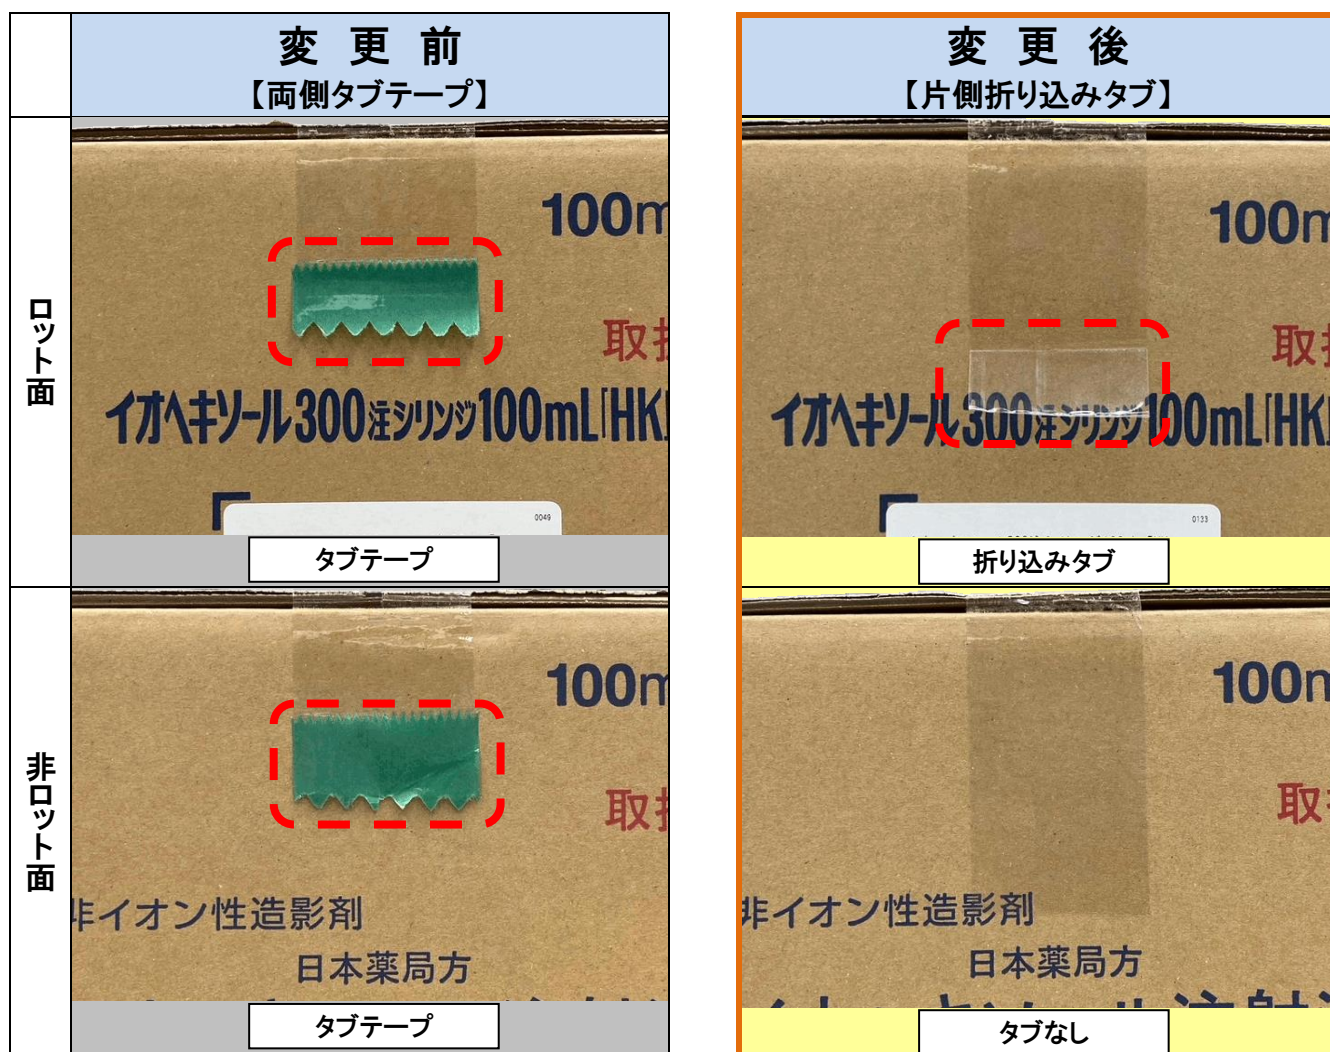 変更前
【両側タブテープ】
変更後
【片側折り込みタブ】
ロット面
100m
取扱
イオヘキソール300注シリンジ100mL「HK」
0049
タブテープ
100m
取扱
イオヘキソール300注シリンジ100mL「HK」
0133
折り込みタブ
非ロット面
100m
取扱
非イオン性造影剤
日本薬局方
タブテープ
100m
取扱
非イオン性造影剤
日本薬局方
タブなし